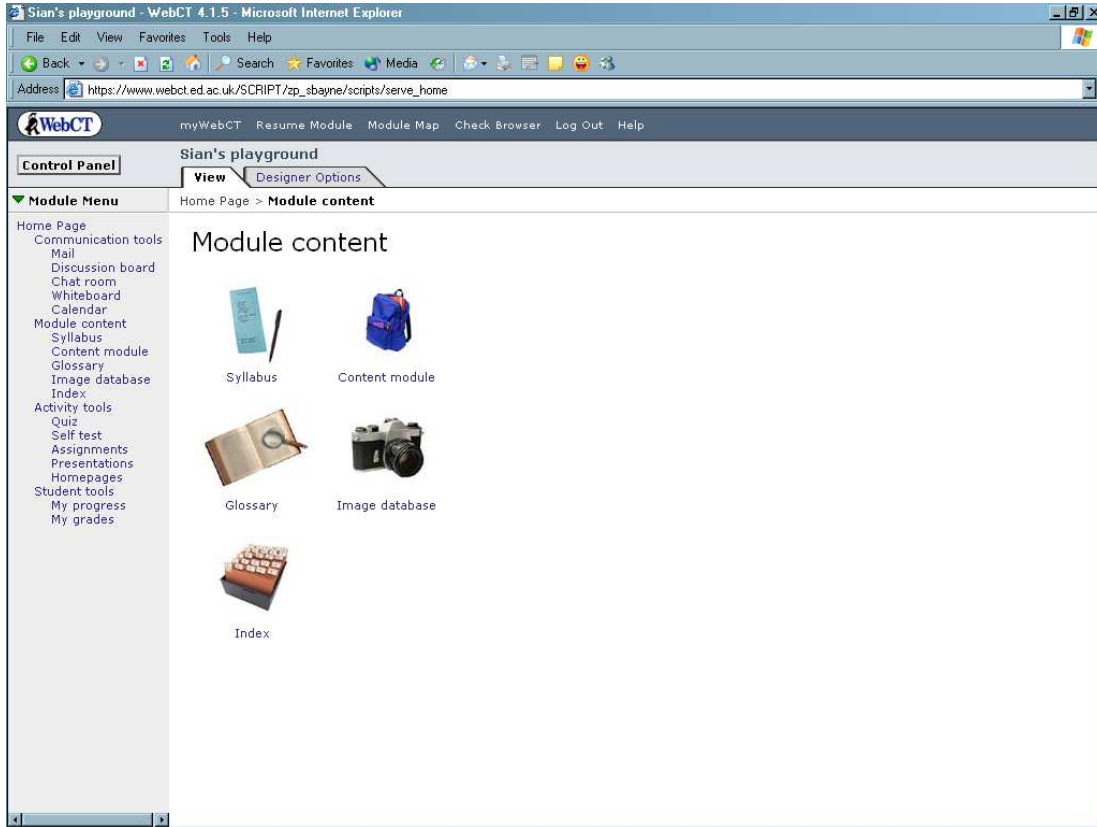 Sian's playground - WebCT 4.1.5 - Microsoft Internet Explorer
File Edit View Favorites Tools Help
Back Search Favorites Media
Address https://www.webct.ed.ac.uk/SCRIPT/zp_sbayne/scripts/serve_home
WebCT myWebCT Resume Module Module Map Check Browser Log Out Help
Control Panel
Sian's playground
View Designer Options
Module Menu
Home Page > Module content
Home Page
Communication tools
Mail
Discussion board
Chat room
Whiteboard
Calendar
Module content
Syllabus
Content module
Glossary
Image database
Index
Activity tools
Quiz
Self test
Assignments
Presentations
Homepages
Student tools
My progress
My grades
Module content
Syllabus Content module
Glossary Image database
Index